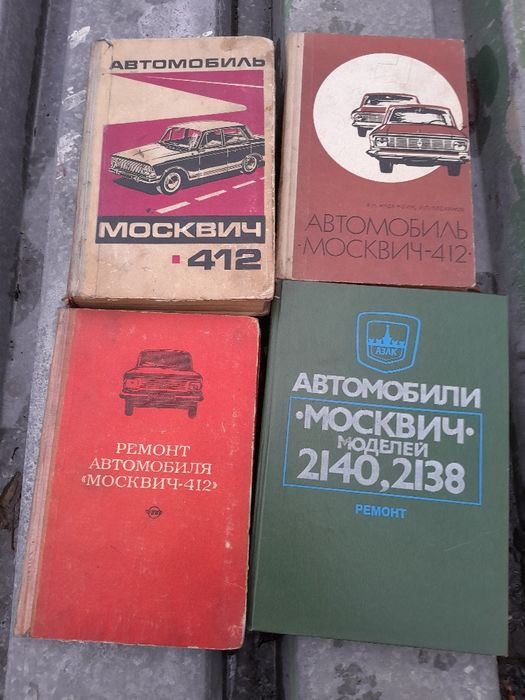 АВТОМОБИЛЬ
МОСКВИЧ
·412
АВТОМОБИЛЬ
·МОСКВИЧ-412·
РЕМОНТ
АВТОМОБИЛЯ
«МОСКВИЧ-412»
АЗЛК
АВТОМОБИЛИ
·МОСКВИЧ·
МОДЕЛЕЙ
2140,2138
РЕМОНТ